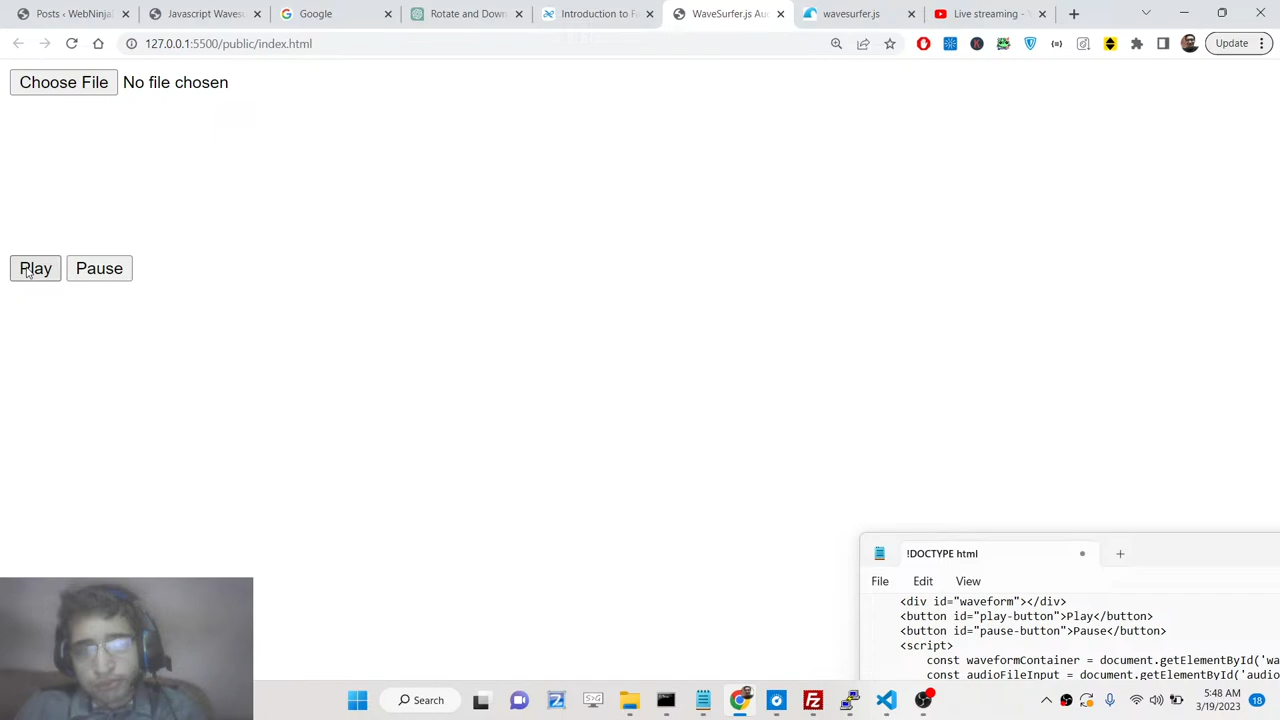 Posts ‹ WebNinja
Javascript Waves
Google
Rotate and Down
Introduction to F
WaveSurfer.js Au
wavesurfer.js
Live streaming - Y
127.0.0.1:5500/public/index.html
Update
Choose File No file chosen
Play Pause
!DOCTYPE html
File Edit View
<div id="waveform"></div>
<button id="play-button">Play</button>
<button id="pause-button">Pause</button>
<script>
const waveformContainer = document.getElementById('wa
const audioFileInput = document.getElementById('audio
Search
5:48 AM
3/19/2023
18